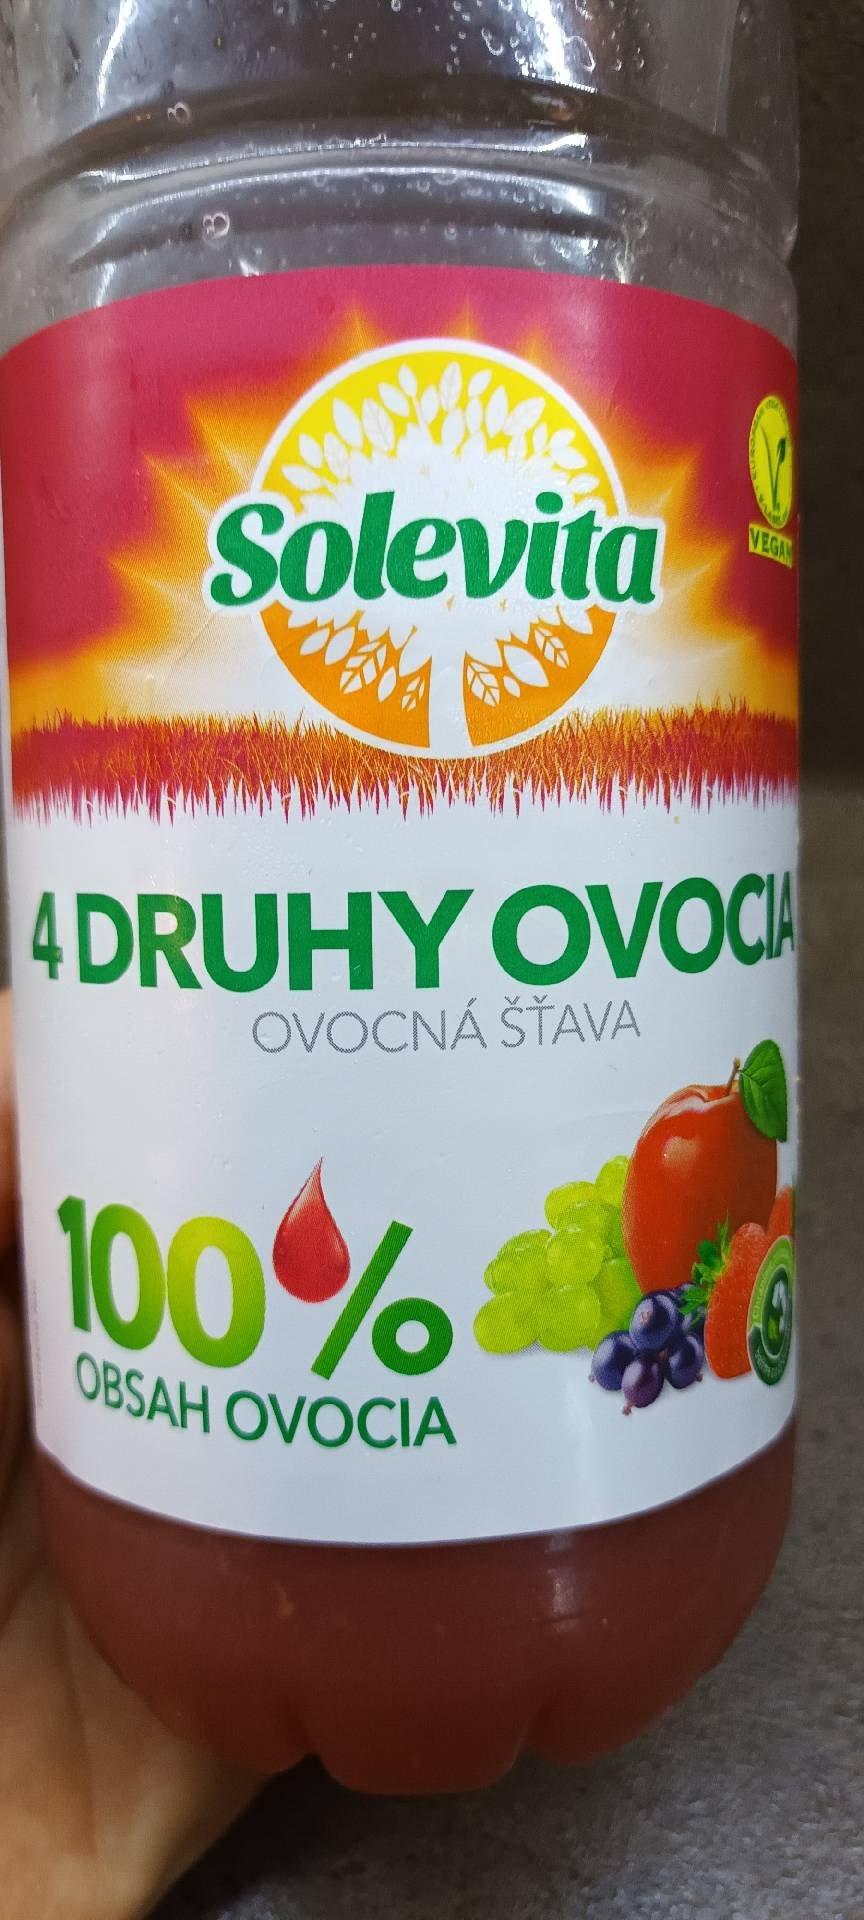 Solevita
VEGAN
4 DRUHY OVOCIA
OVOCNÁ ŠŤAVA
100%
OBSAH OVOCIA